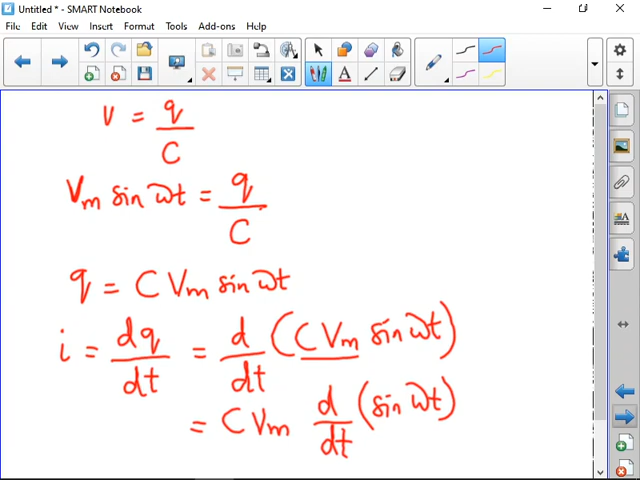 Untitled * - SMART Notebook
File Edit View Insert Format Tools Add-ons Help
v = q/C
Vm sin ωt = q/C
q = C Vm sin ωt
i = dq/dt = d/dt (C Vm sin ωt)
= C Vm d/dt (sin ωt)